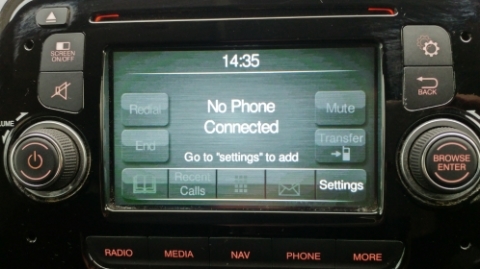 SCREEN
ON/OFF
14:35
Redial
No Phone
Connected
Mute
End
Transfer
Go to "settings" to add
Recent
Calls
Settings
BACK
BROWSE
ENTER
RADIO
MEDIA
NAV
PHONE
MORE